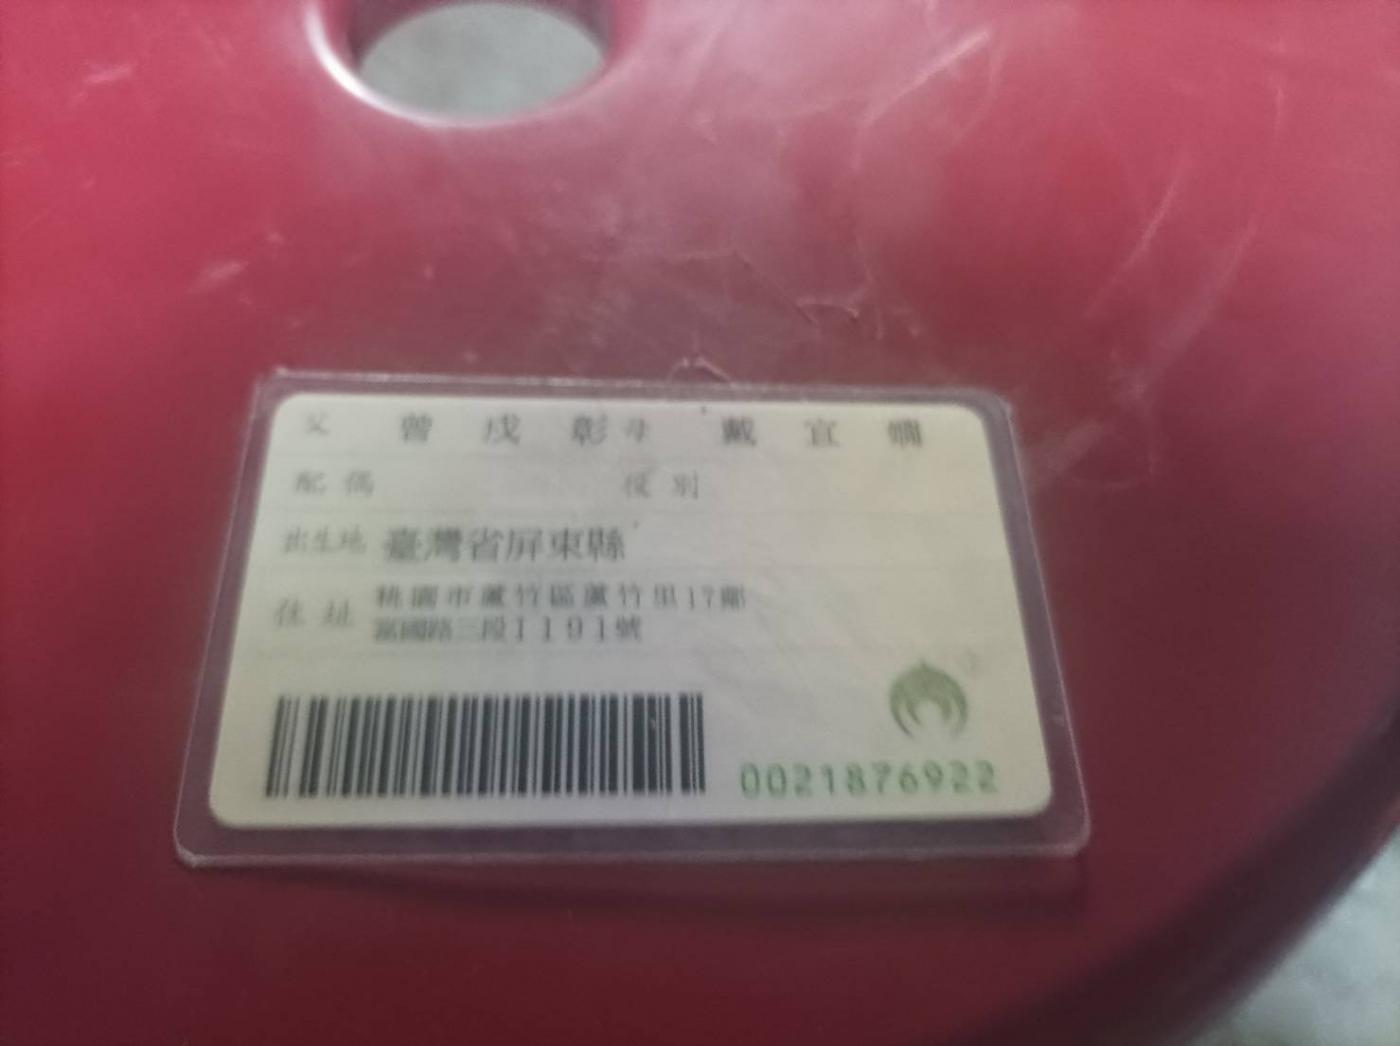 父 曾戍彰 母 戴宜嫻
配偶 役別
出生地 臺灣省屏東縣
住址 桃園市蘆竹區蘆竹里17鄰
富國路三段1191號
0021876922